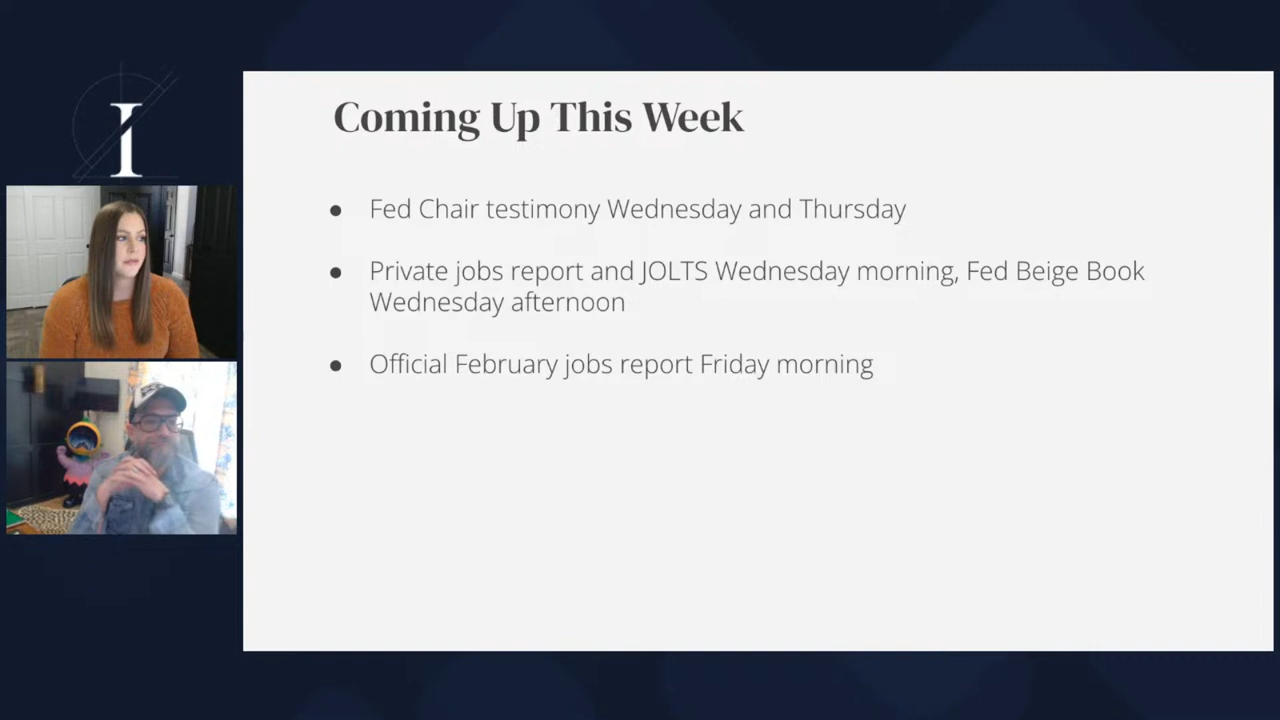 I
Coming Up This Week
● Fed Chair testimony Wednesday and Thursday
● Private jobs report and JOLTS Wednesday morning, Fed Beige Book
Wednesday afternoon
● Official February jobs report Friday morning